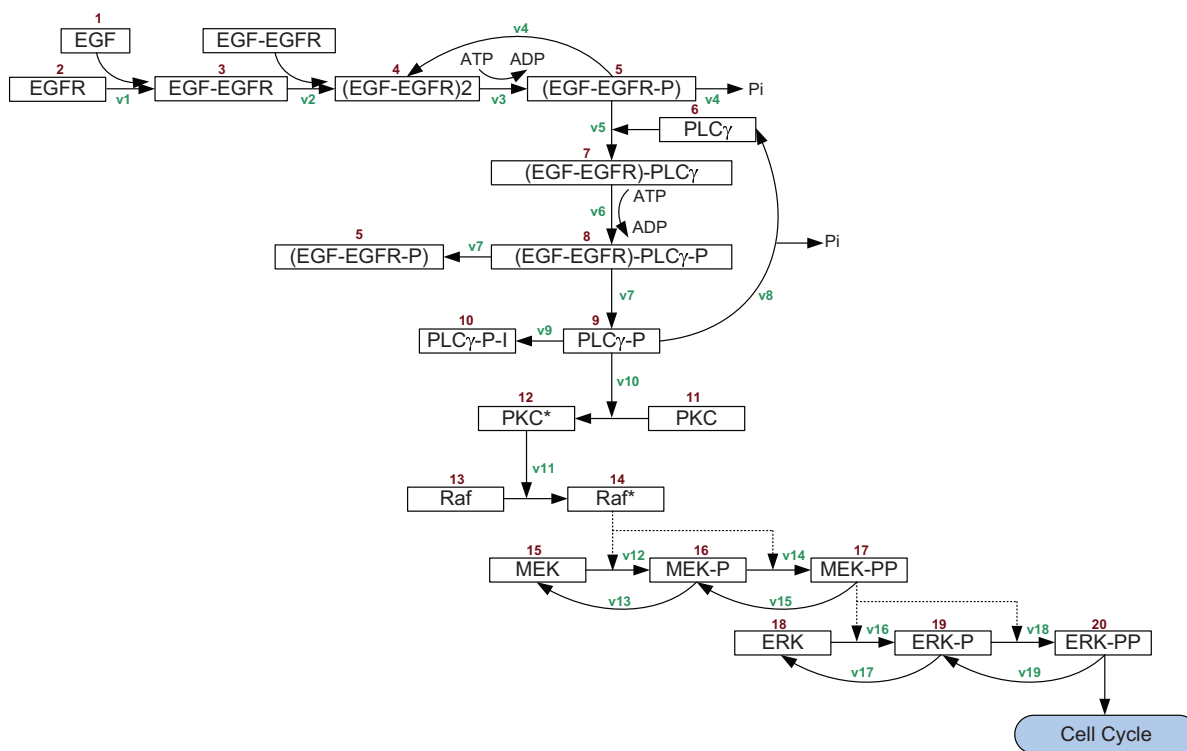 1
v4
EGF
EGF-EGFR
ATP
ADP
2
3
4
5
EGFR
EGF-EGFR
(EGF-EGFR)2
(EGF-EGFR-P)
Pi
v1
v2
v3
v4
6
v5
PLCγ
7
(EGF-EGFR)-PLCγ
ATP
v6
ADP
5
8
Pi
(EGF-EGFR-P)
v7
(EGF-EGFR)-PLCγ-P
v7
v8
10
9
PLCγ-P-I
v9
PLCγ-P
v10
12
11
PKC*
PKC
v11
13
14
Raf
Raf*
15
v12
16
v14
17
MEK
MEK-P
MEK-PP
v13
v15
18
v16
19
v18
20
ERK
ERK-P
ERK-PP
v17
v19
Cell Cycle